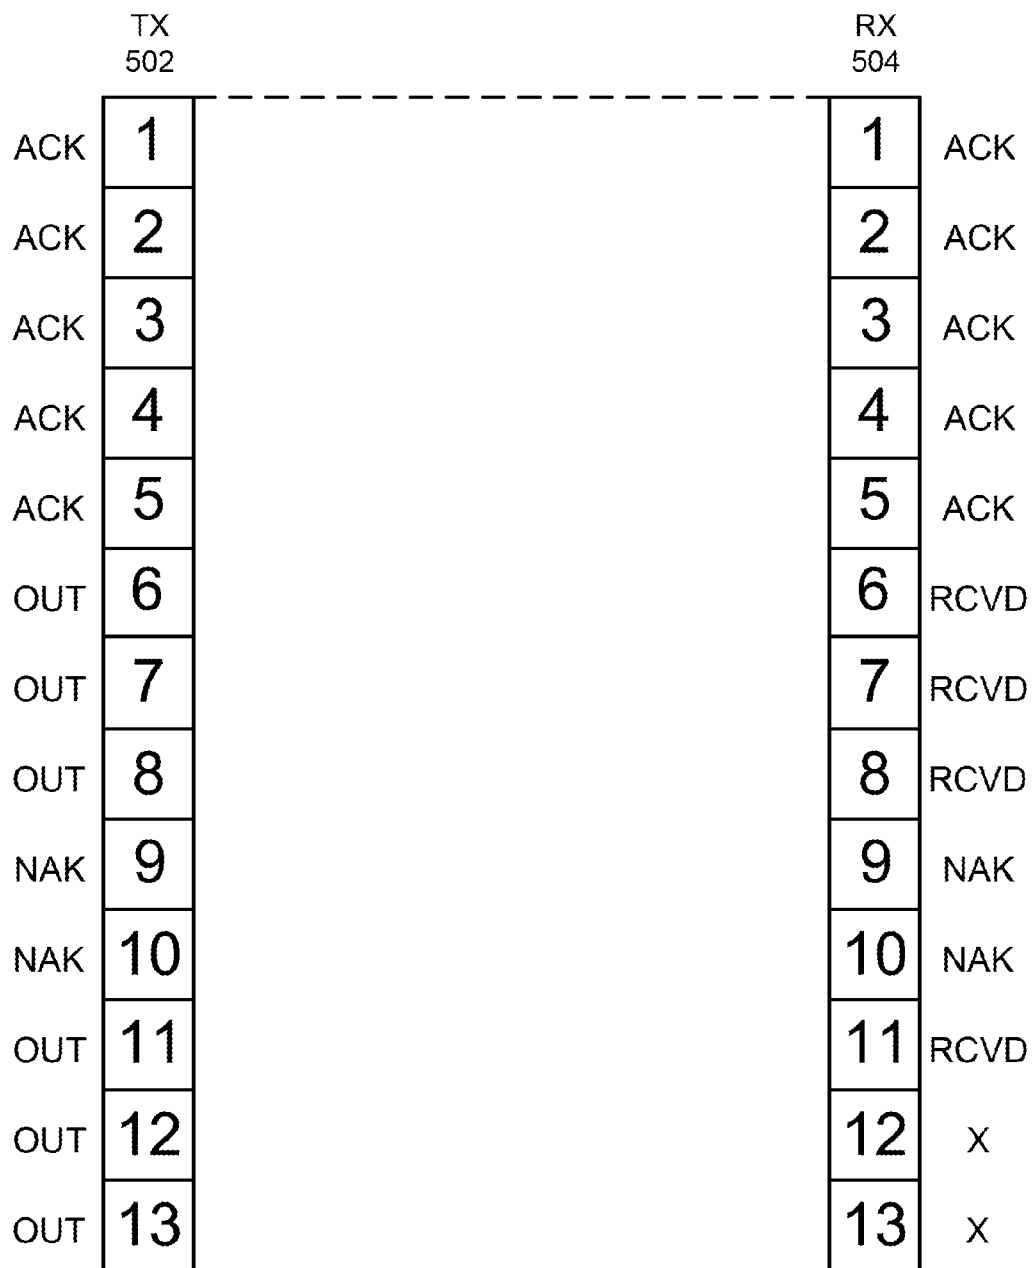 TX RX
502 504
ACK 1 1 ACK
ACK 2 2 ACK
ACK 3 3 ACK
ACK 4 4 ACK
ACK 5 5 ACK
OUT 6 6 RCVD
OUT 7 7 RCVD
OUT 8 8 RCVD
NAK 9 9 NAK
NAK 10 10 NAK
OUT 11 11 RCVD
OUT 12 12 X
OUT 13 13 X